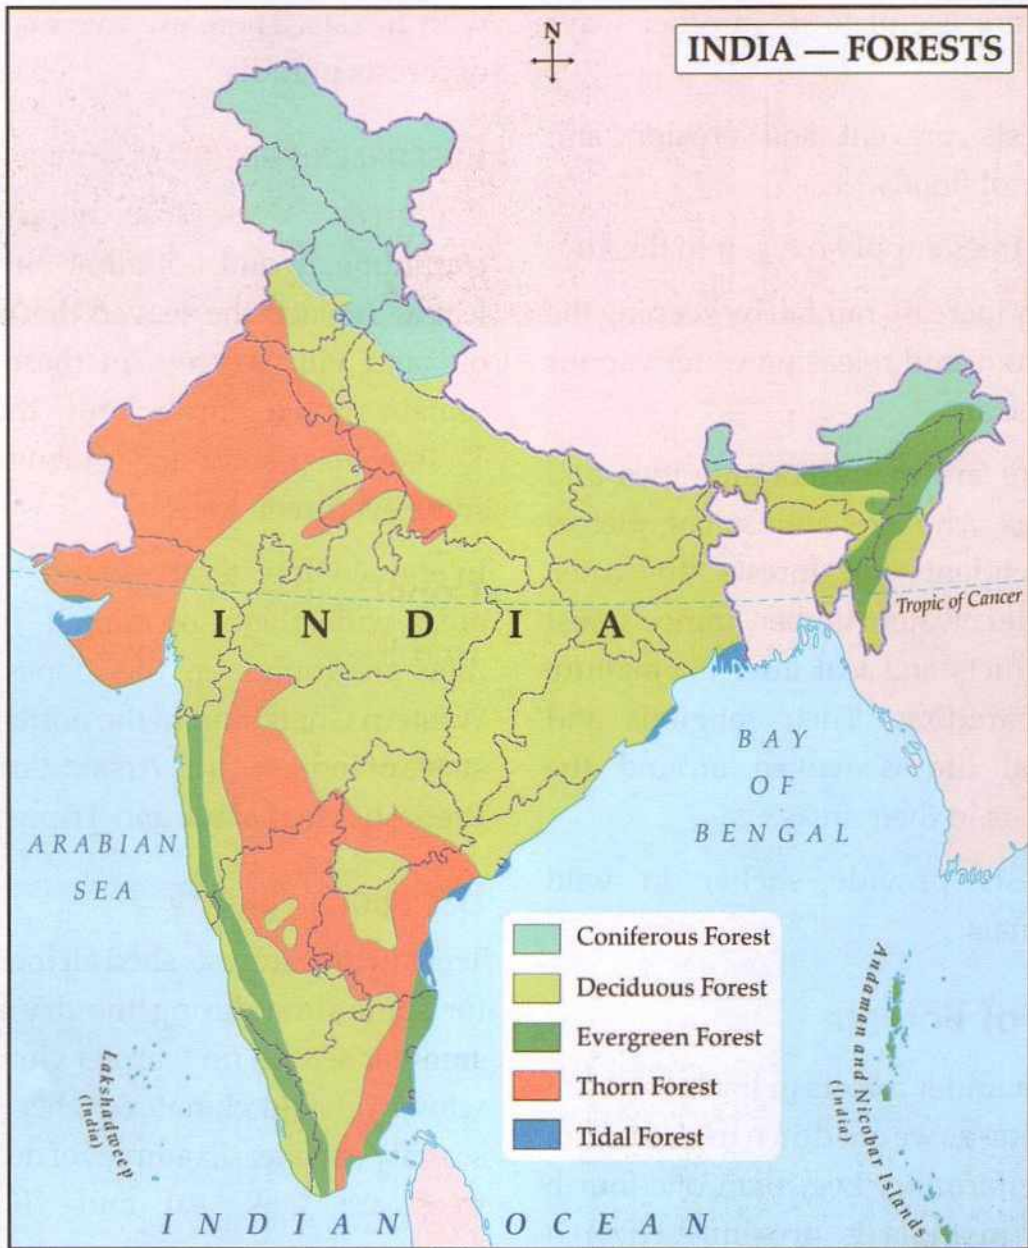 N
INDIA — FORESTS
Tropic of Cancer
I N D I A
BAY
OF
BENGAL
ARABIAN
SEA
Coniferous Forest
Deciduous Forest
Evergreen Forest
Thorn Forest
Tidal Forest
Lakshadweep
(India)
Andaman and Nicobar Islands
(India)
INDIAN OCEAN